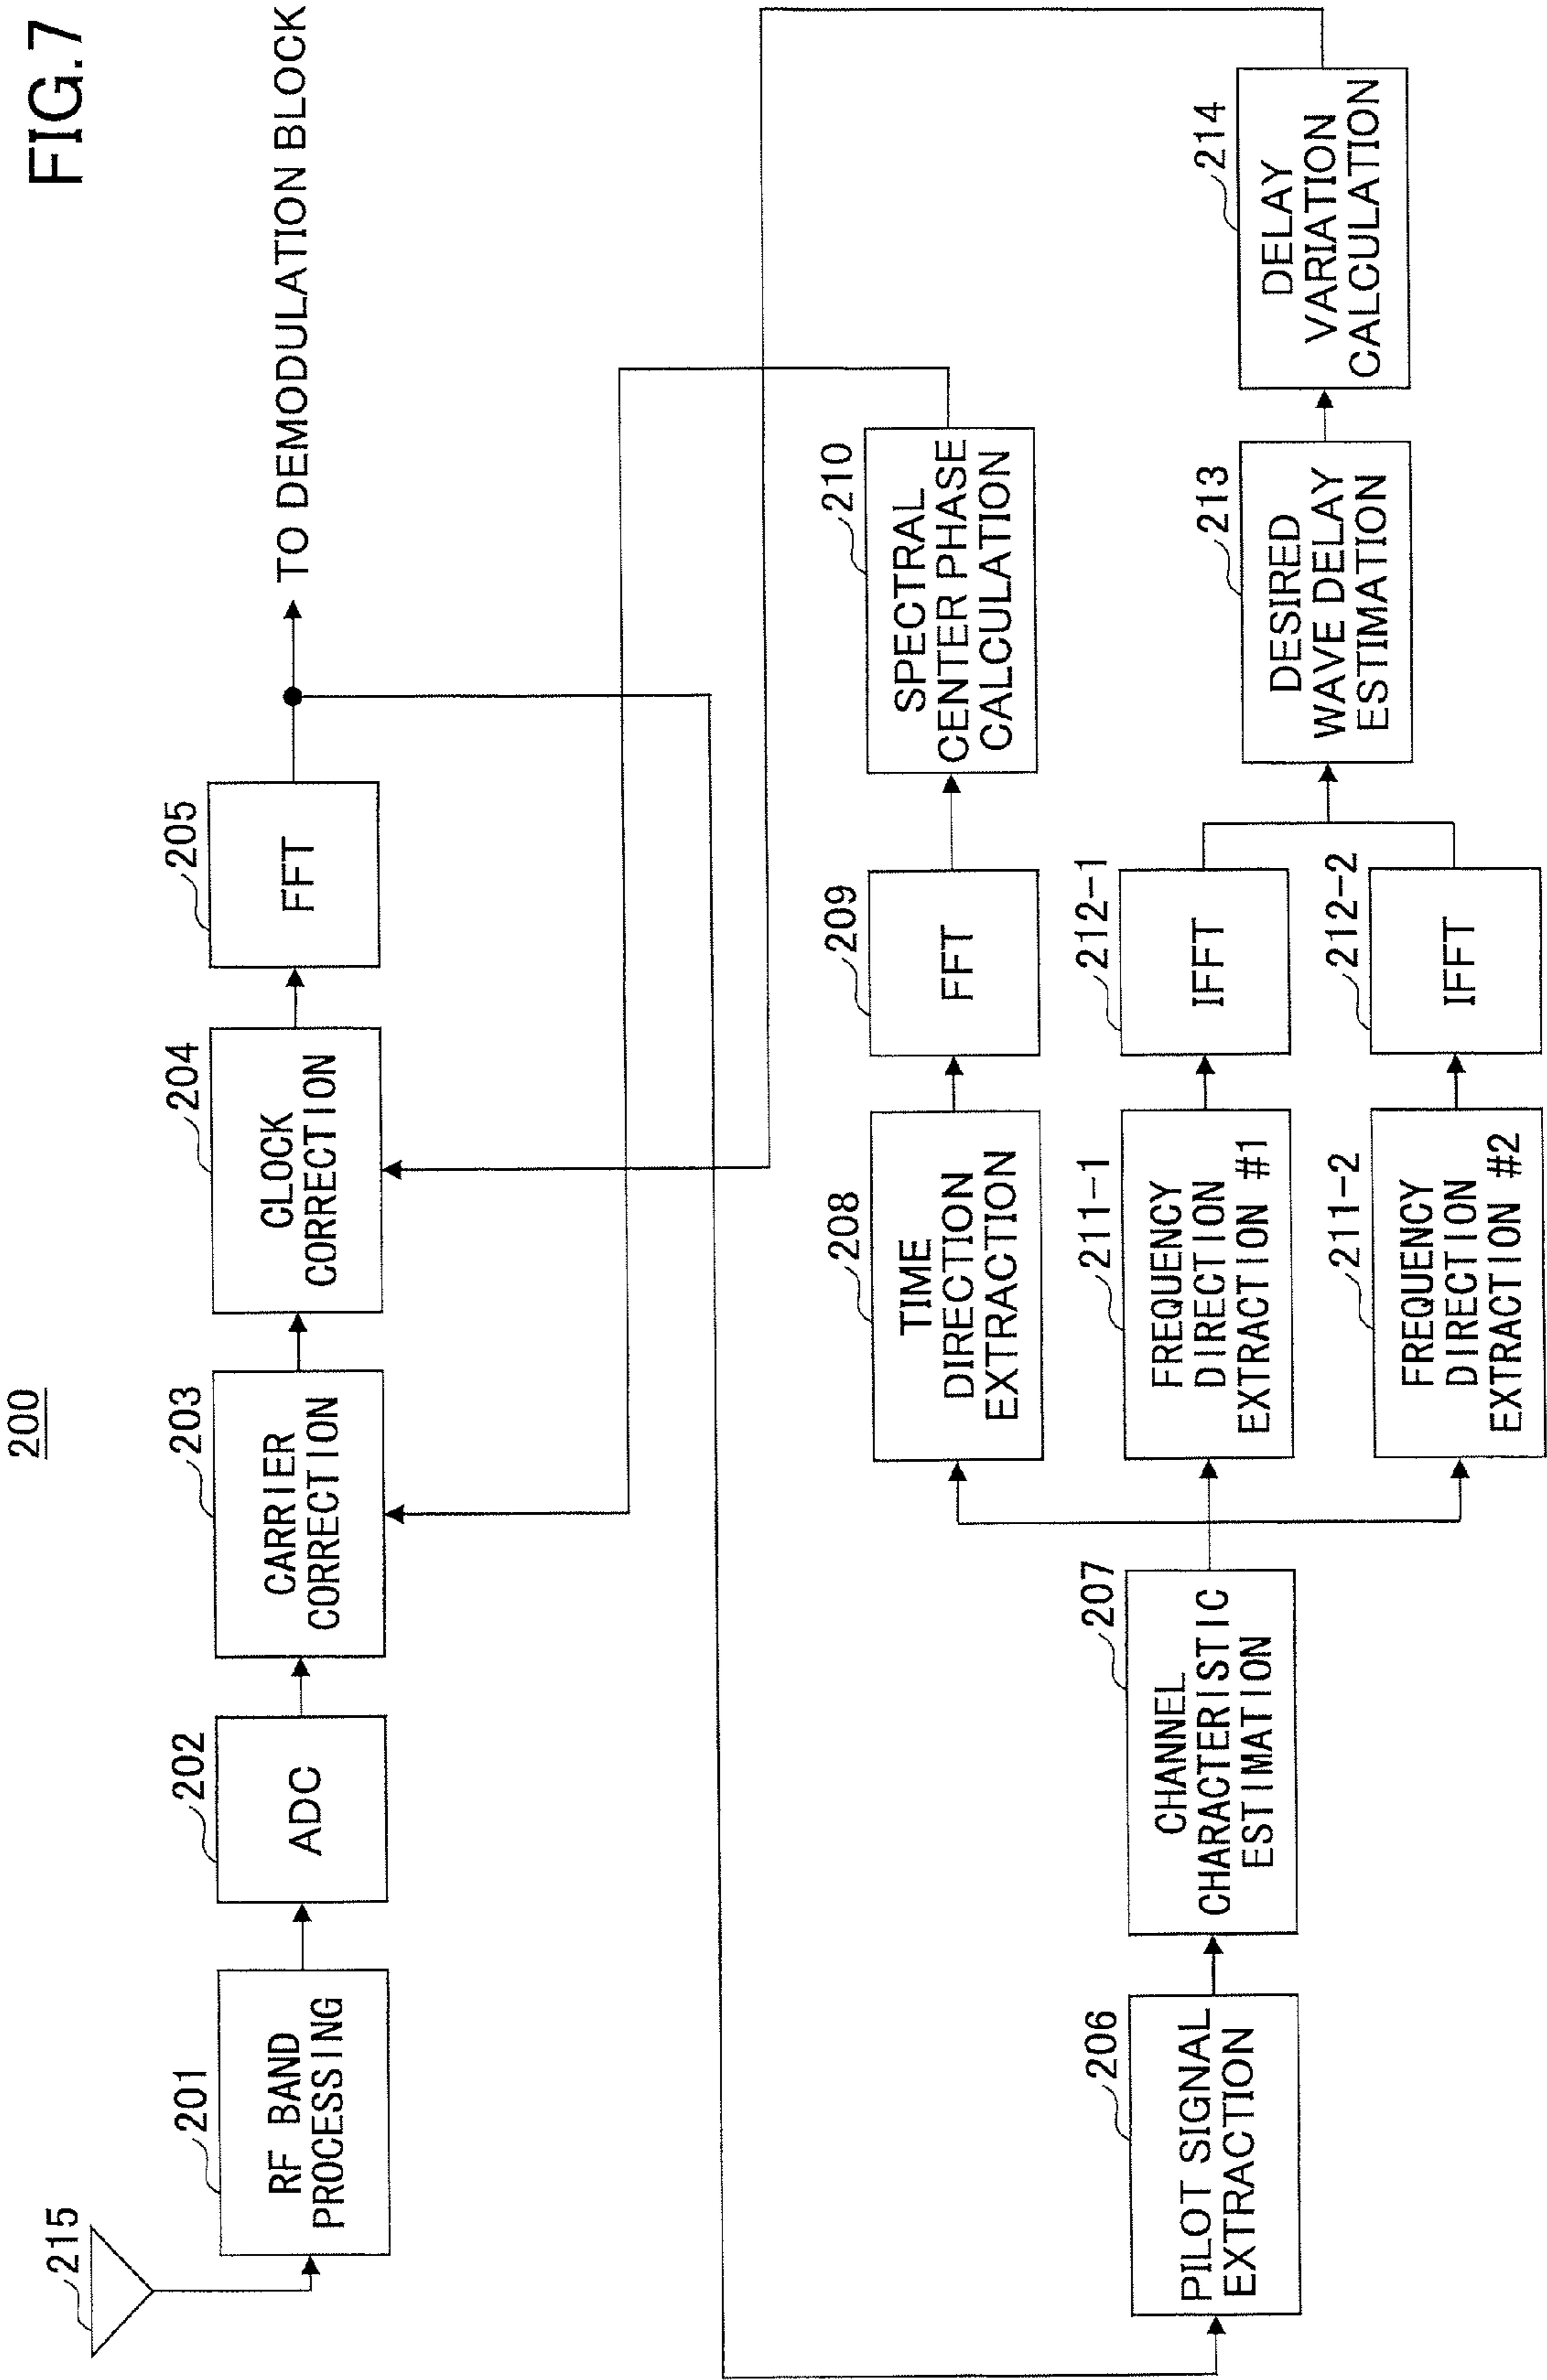 FIG.7
200
215
201
RF BAND
PROCESSING
202
ADC
203
CARRIER
CORRECTION
204
CLOCK
CORRECTION
205
FFT
TO DEMODULATION BLOCK
206
PILOT SIGNAL
EXTRACTION
207
CHANNEL
CHARACTERISTIC
ESTIMATION
208
TIME
DIRECTION
EXTRACTION
209
FFT
210
SPECTRAL
CENTER PHASE
CALCULATION
211-1
FREQUENCY
DIRECTION
EXTRACTION #1
212-1
IFFT
211-2
FREQUENCY
DIRECTION
EXTRACTION #2
212-2
IFFT
213
DESIRED
WAVE DELAY
ESTIMATION
214
DELAY
VARIATION
CALCULATION